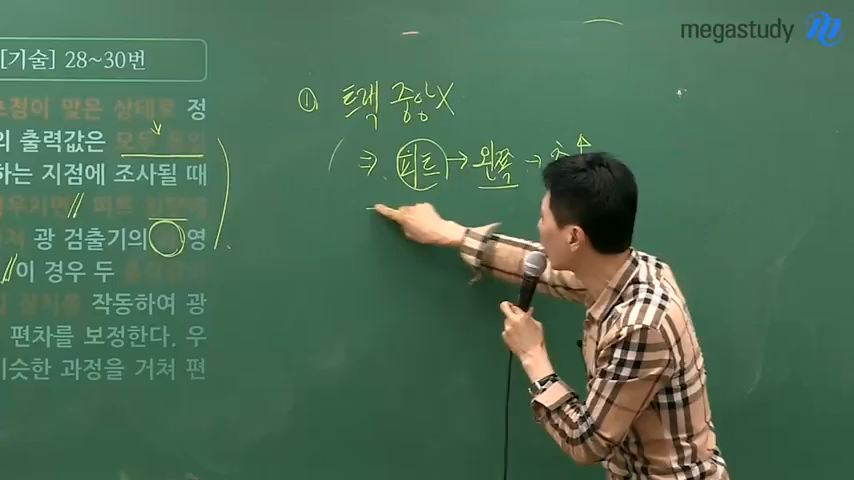 megastudy
[기술] 28~30번
초점이 맞은 상태로 정
의 출력값은 모두 동일
하는 지점에 조사될 때
우치면 피트
광 검출기의 영
이 경우 두
작동하여 광
편차를 보정한다. 우
비슷한 과정을 거쳐 편
① 트랙 중앙X
⇒ 피트 → 왼쪽 →